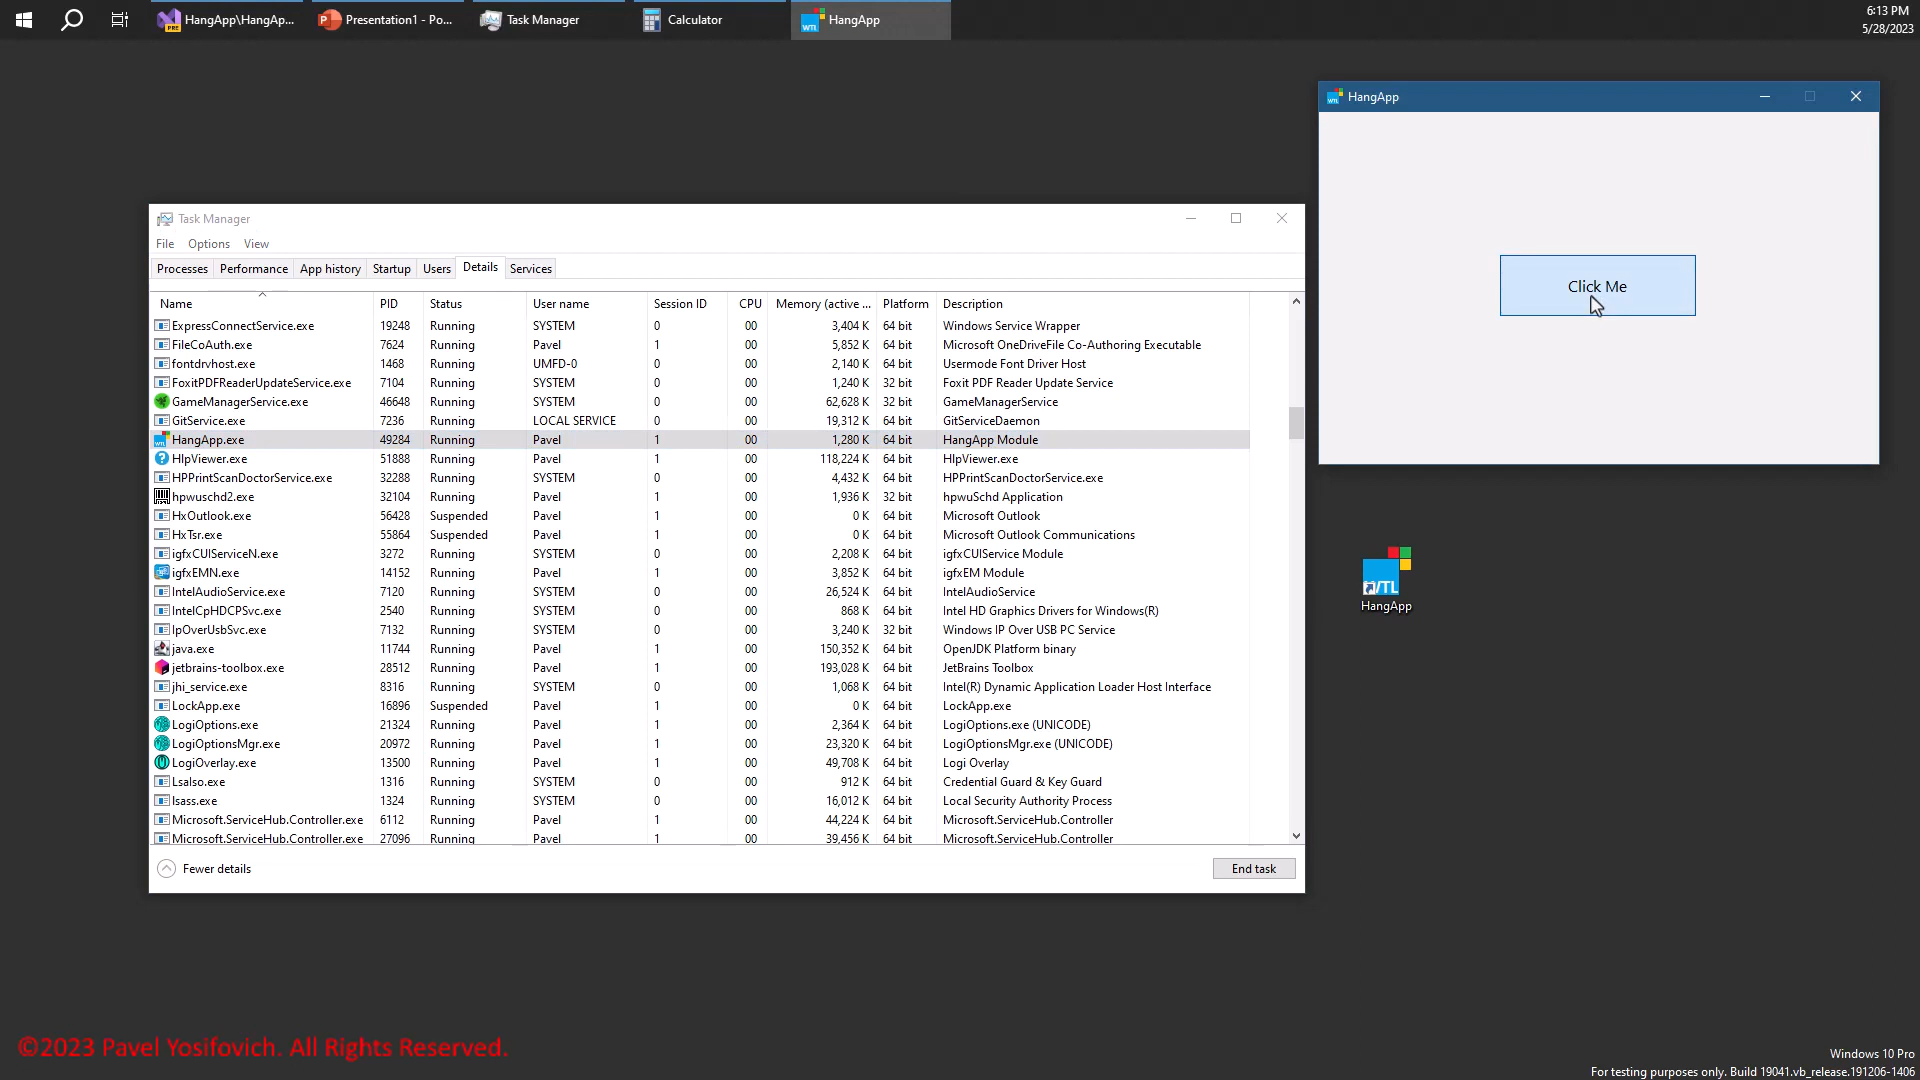 HangApp\HangAp...
Presentation1 - Po...
Task Manager
Calculator
HangApp
6:13 PM
5/28/2023
HangApp
Click Me
HangApp
Task Manager
File Options View
Processes Performance App history Startup Users Details Services
Name PID Status User name Session ID CPU Memory (active ... Platform Description
ExpressConnectService.exe 19248 Running SYSTEM 0 00 3,404 K 64 bit Windows Service Wrapper
FileCoAuth.exe 7624 Running Pavel 1 00 5,852 K 64 bit Microsoft OneDriveFile Co-Authoring Executable
fontdrvhost.exe 1468 Running UMFD-0 0 00 2,140 K 64 bit Usermode Font Driver Host
FoxitPDFReaderUpdateService.exe 7104 Running SYSTEM 0 00 1,240 K 32 bit Foxit PDF Reader Update Service
GameManagerService.exe 46648 Running SYSTEM 0 00 62,628 K 32 bit GameManagerService
GitService.exe 7236 Running LOCAL SERVICE 0 00 19,312 K 64 bit GitServiceDaemon
HangApp.exe 49284 Running Pavel 1 00 1,280 K 64 bit HangApp Module
HlpViewer.exe 51888 Running Pavel 1 00 118,224 K 64 bit HlpViewer.exe
HPPrintScanDoctorService.exe 32288 Running SYSTEM 0 00 4,432 K 64 bit HPPrintScanDoctorService.exe
hpwuschd2.exe 32104 Running Pavel 1 00 1,936 K 32 bit hpwuSchd Application
HxOutlook.exe 56428 Suspended Pavel 1 00 0 K 64 bit Microsoft Outlook
HxTsr.exe 55864 Suspended Pavel 1 00 0 K 64 bit Microsoft Outlook Communications
igfxCUIServiceN.exe 3272 Running SYSTEM 0 00 2,208 K 64 bit igfxCUIService Module
igfxEMN.exe 14152 Running Pavel 1 00 3,852 K 64 bit igfxEM Module
IntelAudioService.exe 7120 Running SYSTEM 0 00 26,524 K 64 bit IntelAudioService
IntelCpHDCPSvc.exe 2540 Running SYSTEM 0 00 868 K 64 bit Intel HD Graphics Drivers for Windows(R)
IpOverUsbSvc.exe 7132 Running SYSTEM 0 00 3,240 K 32 bit Windows IP Over USB PC Service
java.exe 11744 Running Pavel 1 00 150,352 K 64 bit OpenJDK Platform binary
jetbrains-toolbox.exe 28512 Running Pavel 1 00 193,028 K 64 bit JetBrains Toolbox
jhi_service.exe 8316 Running SYSTEM 0 00 1,068 K 64 bit Intel(R) Dynamic Application Loader Host Interface
LockApp.exe 16896 Suspended Pavel 1 00 0 K 64 bit LockApp.exe
LogiOptions.exe 21324 Running Pavel 1 00 2,364 K 64 bit LogiOptions.exe (UNICODE)
LogiOptionsMgr.exe 20972 Running Pavel 1 00 23,320 K 64 bit LogiOptionsMgr.exe (UNICODE)
LogiOverlay.exe 13500 Running Pavel 1 00 49,708 K 64 bit Logi Overlay
LsaIso.exe 1316 Running SYSTEM 0 00 912 K 64 bit Credential Guard & Key Guard
lsass.exe 1324 Running SYSTEM 0 00 16,012 K 64 bit Local Security Authority Process
Microsoft.ServiceHub.Controller.exe 6112 Running Pavel 1 00 44,224 K 64 bit Microsoft.ServiceHub.Controller
Microsoft.ServiceHub.Controller.exe 27096 Running Pavel 1 00 39,456 K 64 bit Microsoft.ServiceHub.Controller
Fewer details
End task
©2023 Pavel Yosifovich. All Rights Reserved.
Windows 10 Pro
For testing purposes only. Build 19041.vb_release.191206-1406